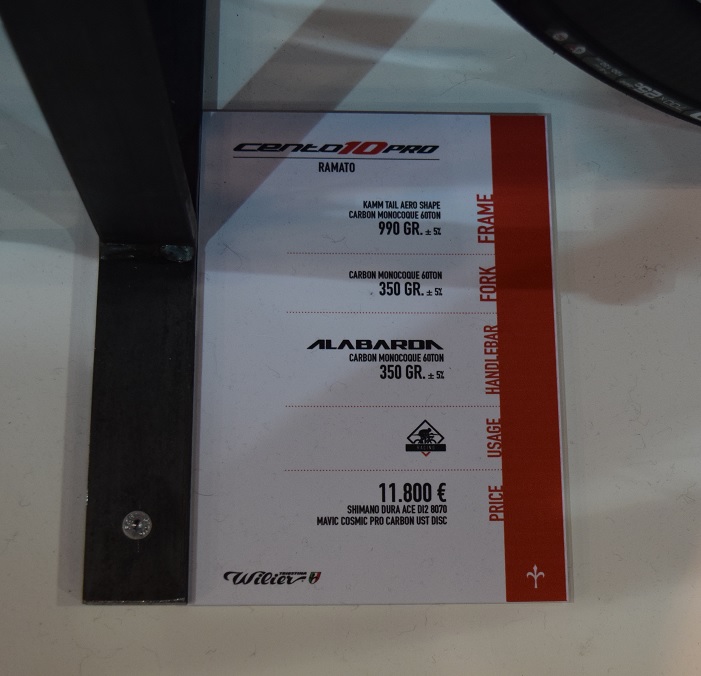 cento10PRO
RAMATO
KAMM TAIL AERO SHAPE
CARBON MONOCOQUE 60TON
990 GR. ± 5%
FRAME
CARBON MONOCOQUE 60TON
350 GR. ± 5%
FORK
ALABARDA
CARBON MONOCOQUE 60TON
350 GR. ± 5%
HANDLEBAR
RACING
USAGE
11.800 €
SHIMANO DURA ACE DI2 8070
MAVIC COSMIC PRO CARBON UST DISC
PRICE
Wilier TRIESTINA